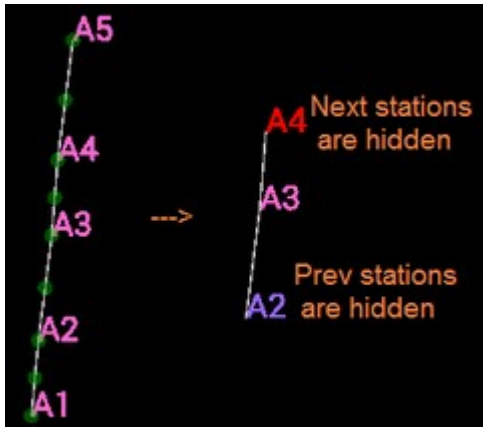 A5
A4
A3
A2
A1
--->
A4 Next stations
are hidden
A3
Prev stations
A2 are hidden